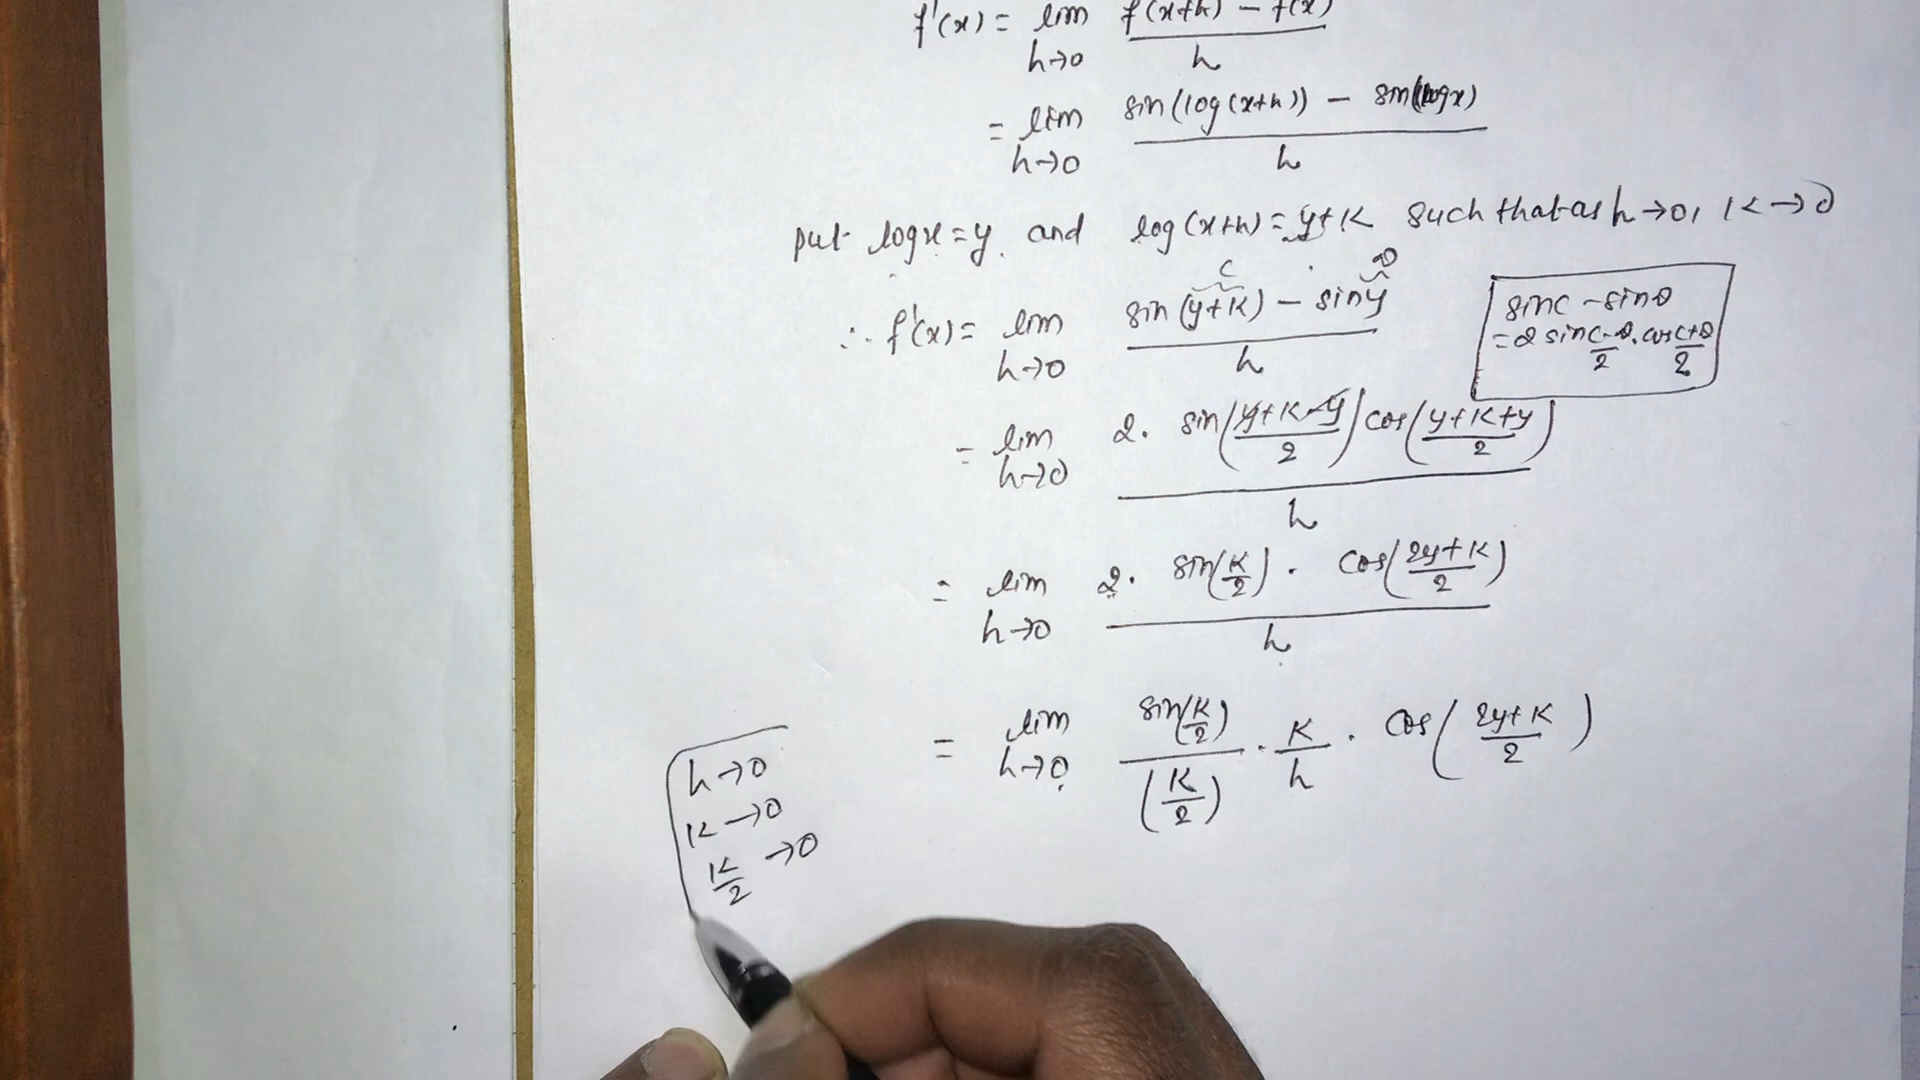 f'(x) = lim f(x+h) - f(x)
h→0 h
= lim sin(log(x+h)) - sin(logx)
h→0 h
put logx = y and log(x+h) = y+K such that as h→0, K→0
C D
∴ f'(x) = lim sin(y+K) - siny
h→0 h
sinC - sinD
= 2 sin C-D/2 . cos C+D/2
= lim 2. sin(y+K-y/2) cos(y+K+y/2)
h→0 h
= lim 2. sin(K/2) . cos(2y+K/2)
h→0 h
= lim sin(K/2)/(K/2) . K/h . cos(2y+K/2)
h→0
h→0
K→0
K/2 →0